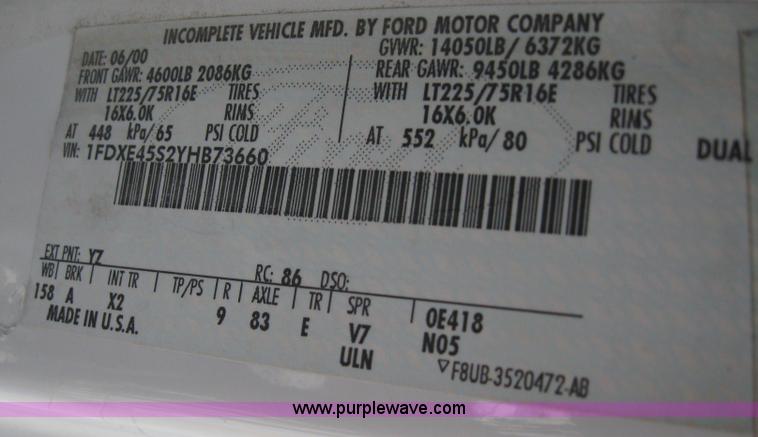 INCOMPLETE VEHICLE MFD. BY FORD MOTOR COMPANY
DATE: 06/00 GVWR: 14050LB/ 6372KG
FRONT GAWR: 4600LB 2086KG REAR GAWR: 9450LB 4286KG
WITH LT225/75R16E TIRES WITH LT225/75R16E TIRES
16X6.0K RIMS 16X6.0K RIMS
AT 448 kPa/65 PSI COLD AT 552 kPa/80 PSI COLD DUAL
VIN: 1FDXE45S2YHB73660
EXT PNT: YZ RC: 86 DSO:
WB BRK INT TR TP/PS R AXLE TR SPR 0E418
158 A X2 9 83 E V7 N05
MADE IN U.S.A. ULN ▽F8UB-3520472-AB
www.purplewave.com